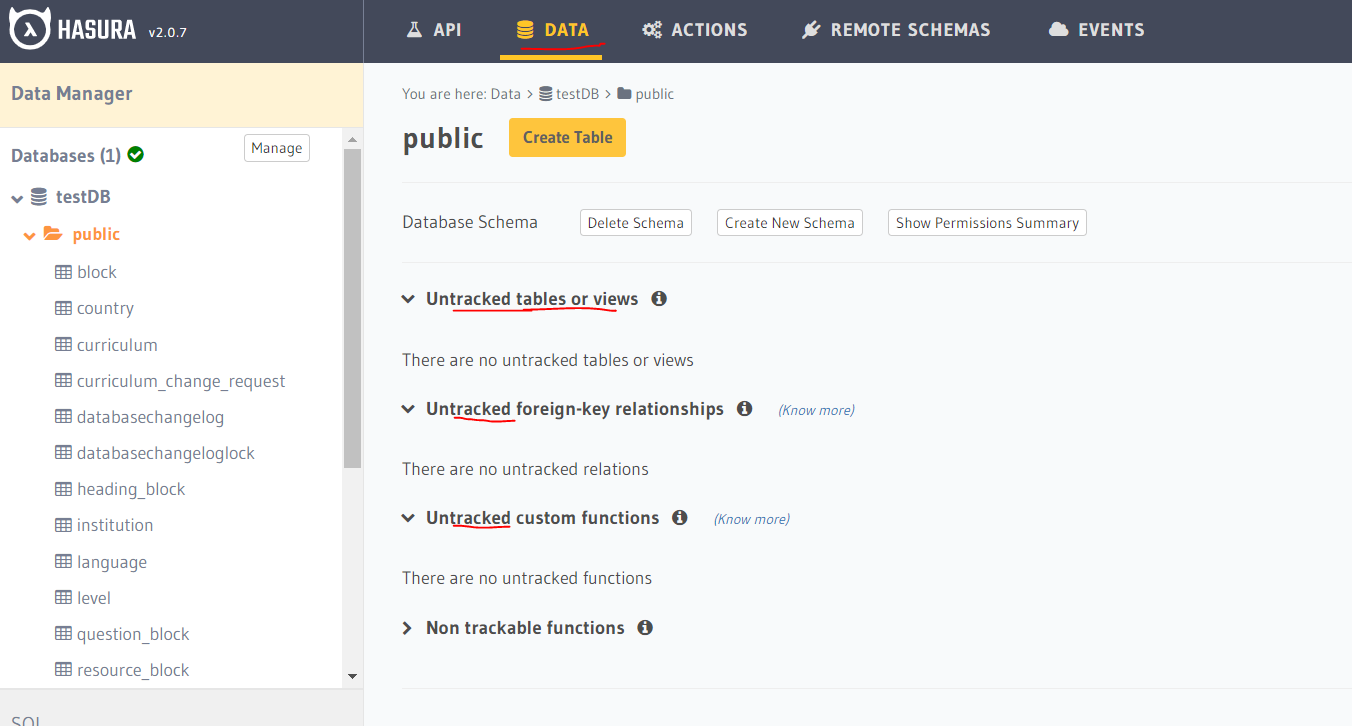 HASURA v2.0.7
API DATA ACTIONS REMOTE SCHEMAS EVENTS
Data Manager
Databases (1) Manage
testDB
public
block
country
curriculum
curriculum_change_request
databasechangelog
databasechangeloglock
heading_block
institution
language
level
question_block
resource_block
SQL
You are here: Data > testDB > public
public Create Table
Database Schema Delete Schema Create New Schema Show Permissions Summary
Untracked tables or views
There are no untracked tables or views
Untracked foreign-key relationships (Know more)
There are no untracked relations
Untracked custom functions (Know more)
There are no untracked functions
Non trackable functions